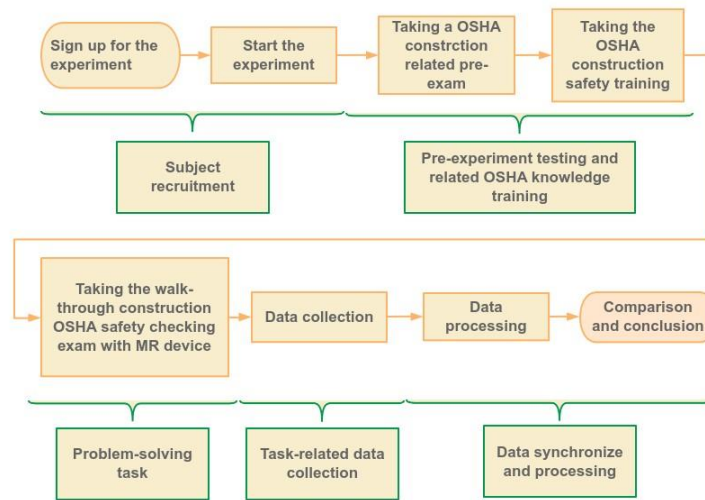 Sign up for the
experiment
Start the
experiment
Taking a OSHA
constrction
related pre-
exam
Taking the
OSHA
construction
safety training
Subject
recruitment
Pre-experiment testing and
related OSHA knowledge
training
Taking the walk-
through construction
OSHA safety checking
exam with MR device
Data collection
Data
processing
Comparison
and conclusion
Problem-solving
task
Task-related data
collection
Data synchronize
and processing